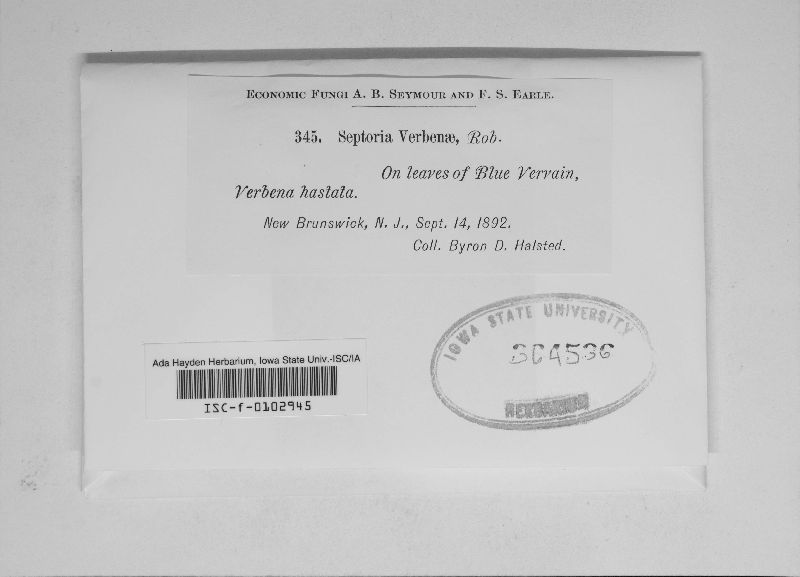 ECONOMIC FUNGI A. B. SEYMOUR AND F. S. EARLE.
345. Septoria Verbenæ, Rob.
On leaves of Blue Verrain,
Verbena hastata.
New Brunswick, N. J., Sept. 14, 1892.
Coll. Byron D. Halsted.
IOWA STATE UNIVERSITY
HERBARIUM
Ada Hayden Herbarium, Iowa State Univ.-ISC/IA
ISC-f-0102945